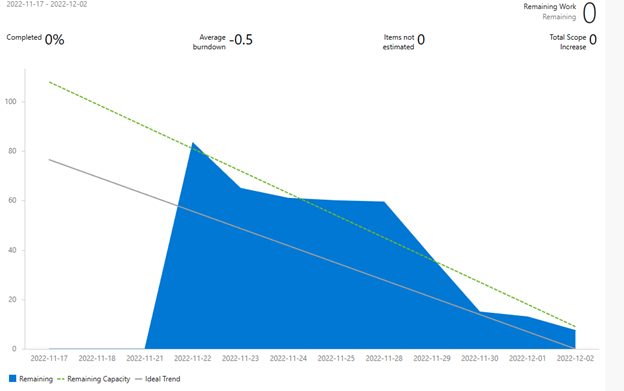 2022-11-17 - 2022-12-02
Remaining Work 0
Remaining
Completed 0%
Average burndown -0.5
Items not estimated 0
Total Scope Increase 0
100
80
60
40
20
0
2022-11-17 2022-11-18 2022-11-21 2022-11-22 2022-11-23 2022-11-24 2022-11-25 2022-11-28 2022-11-29 2022-11-30 2022-12-01 2022-12-02
Remaining Remaining Capacity Ideal Trend